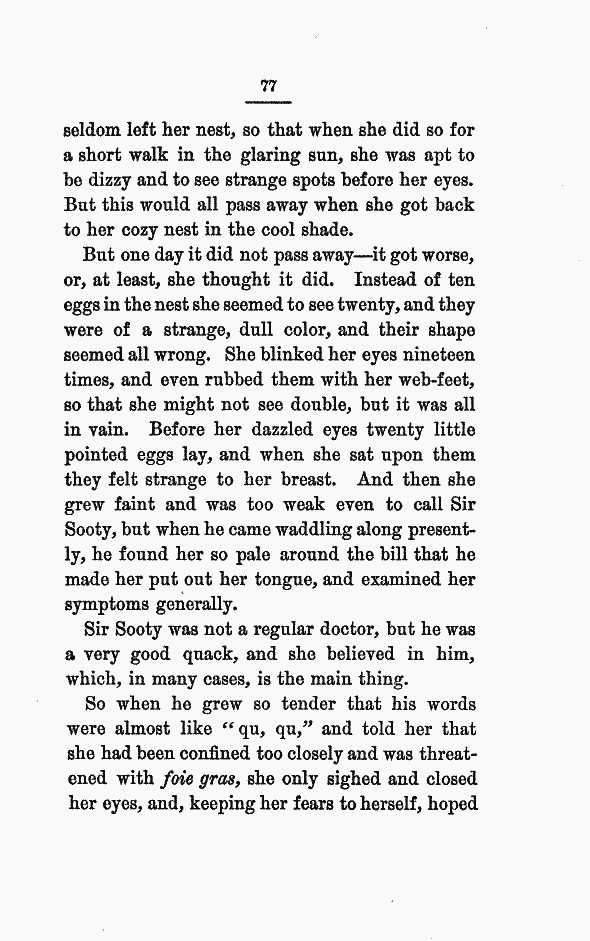 77
seldom left her nest, so that when she did so for
a short walk in the glaring sun, she was apt to
be dizzy and to see strange spots before her eyes.
But this would all pass away when she got back
to her cozy nest in the cool shade.
But one day it did not pass away—it got worse,
or, at least, she thought it did. Instead of ten
eggs in the nest she seemed to see twenty, and they
were of a strange, dull color, and their shape
seemed all wrong. She blinked her eyes nineteen
times, and even rubbed them with her web-feet,
so that she might not see double, but it was all
in vain. Before her dazzled eyes twenty little
pointed eggs lay, and when she sat upon them
they felt strange to her breast. And then she
grew faint and was too weak even to call Sir
Sooty, but when he came waddling along present-
ly, he found her so pale around the bill that he
made her put out her tongue, and examined her
symptoms generally.
Sir Sooty was not a regular doctor, but he was
a very good quack, and she believed in him,
which, in many cases, is the main thing.
So when he grew so tender that his words
were almost like “qu, qu,” and told her that
she had been confined too closely and was threat-
ened with foie gras, she only sighed and closed
her eyes, and, keeping her fears to herself, hoped